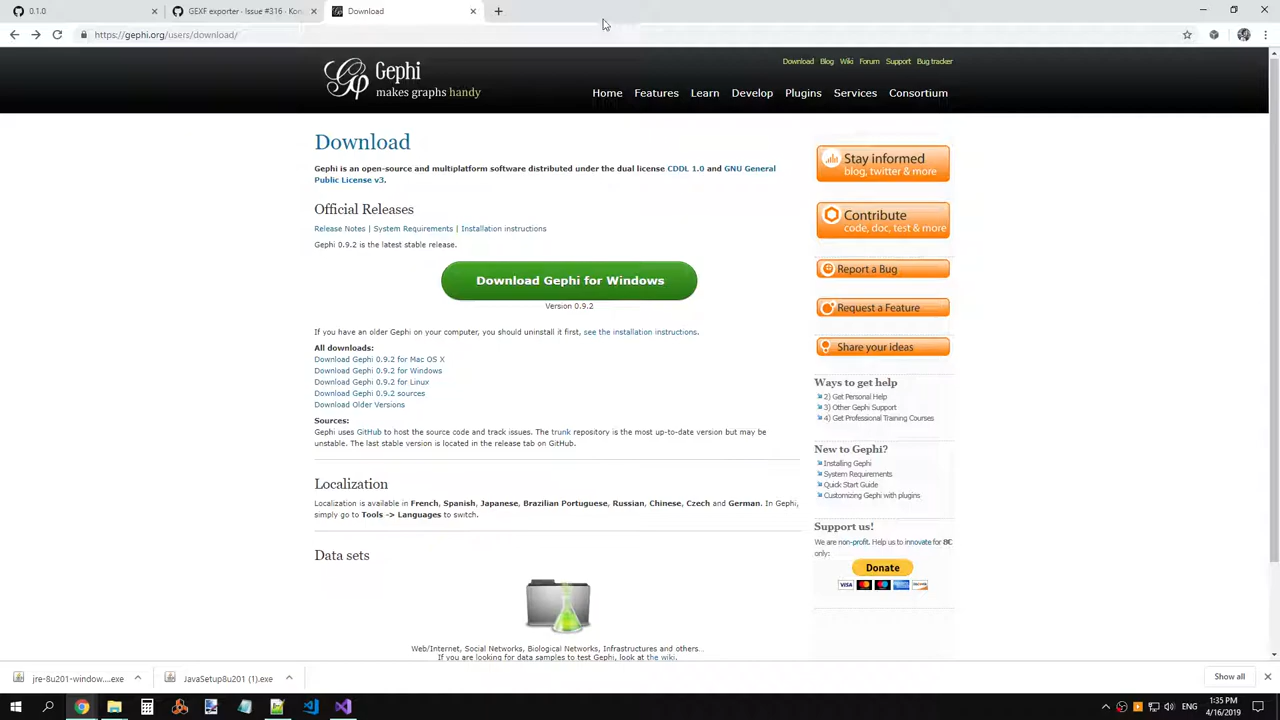 0.1.0
GEXF exporter - Issue #316 - Kon
Download
https://gephi.org/users/download/
Gephi
makes graphs handy
Download Blog Wiki Forum Support Bug tracker
Home Features Learn Develop Plugins Services Consortium
Download
Gephi is an open-source and multiplatform software distributed under the dual license CDDL 1.0 and GNU General
Public License v3.
Official Releases
Release Notes | System Requirements | Installation instructions
Gephi 0.9.2 is the latest stable release.
Download Gephi for Windows
Version 0.9.2
If you have an older Gephi on your computer, you should uninstall it first, see the installation instructions.
All downloads:
Download Gephi 0.9.2 for Mac OS X
Download Gephi 0.9.2 for Windows
Download Gephi 0.9.2 for Linux
Download Gephi 0.9.2 sources
Download Older Versions
Sources:
Gephi uses GitHub to host the source code and track issues. The trunk repository is the most up-to-date version but may be
unstable. The last stable version is located in the release tab on GitHub.
Localization
Localization is available in French, Spanish, Japanese, Brazilian Portuguese, Russian, Chinese, Czech and German. In Gephi,
simply go to Tools -> Languages to switch.
Data sets
Web/Internet, Social Networks, Biological Networks, Infrastructures and others...
If you are looking for data samples to test Gephi, look at the wiki.
Stay informed
blog, twitter & more
Contribute
code, doc, test & more
Report a Bug
Request a Feature
Share your ideas
Ways to get help
2) Get Personal Help
3) Other Gephi Support
4) Get Professional Training Courses
New to Gephi?
Installing Gephi
System Requirements
Quick Start Guide
Customizing Gephi with plugins
Support us!
We are non-profit. Help us to innovate for 8€
only:
Donate
VISA
jre-8u201-window....exe
JavaSetup8u201 (1).exe
Show all
ENG
1:35 PM
4/16/2019